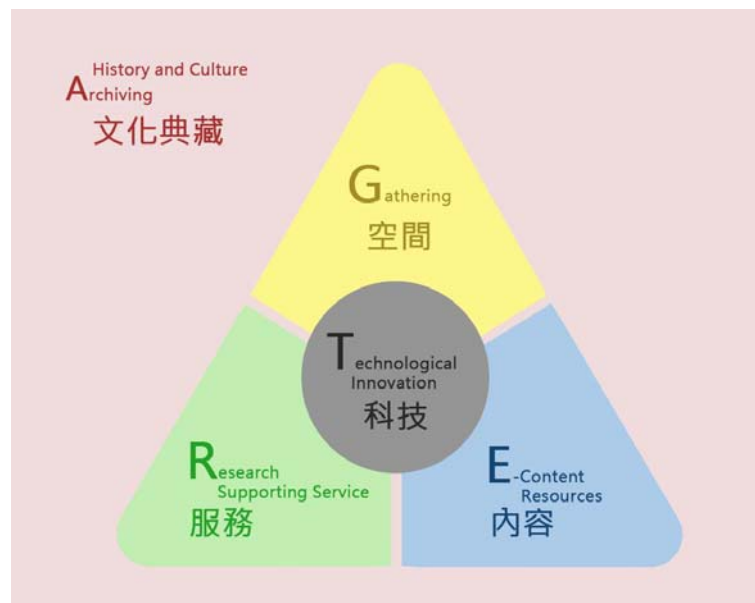 History and Culture
Archiving
文化典藏
Gathering
空間
Technological
Innovation
科技
Research
Supporting Service
服務
E-Content
Resources
內容